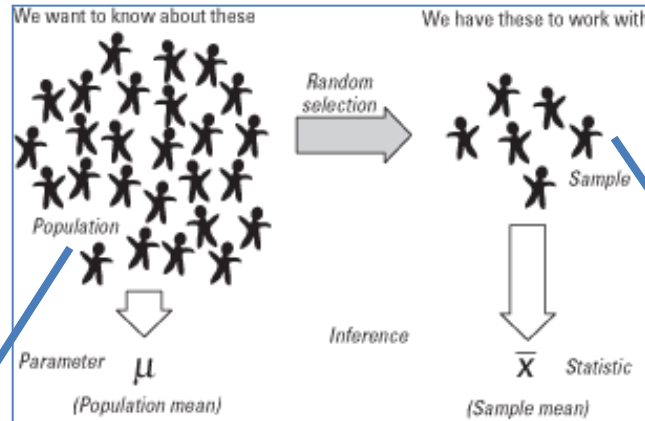 We want to know about these
We have these to work with
Random
selection
Population
Sample
Inference
Parameter μ
x̄ Statistic
(Population mean)
(Sample mean)